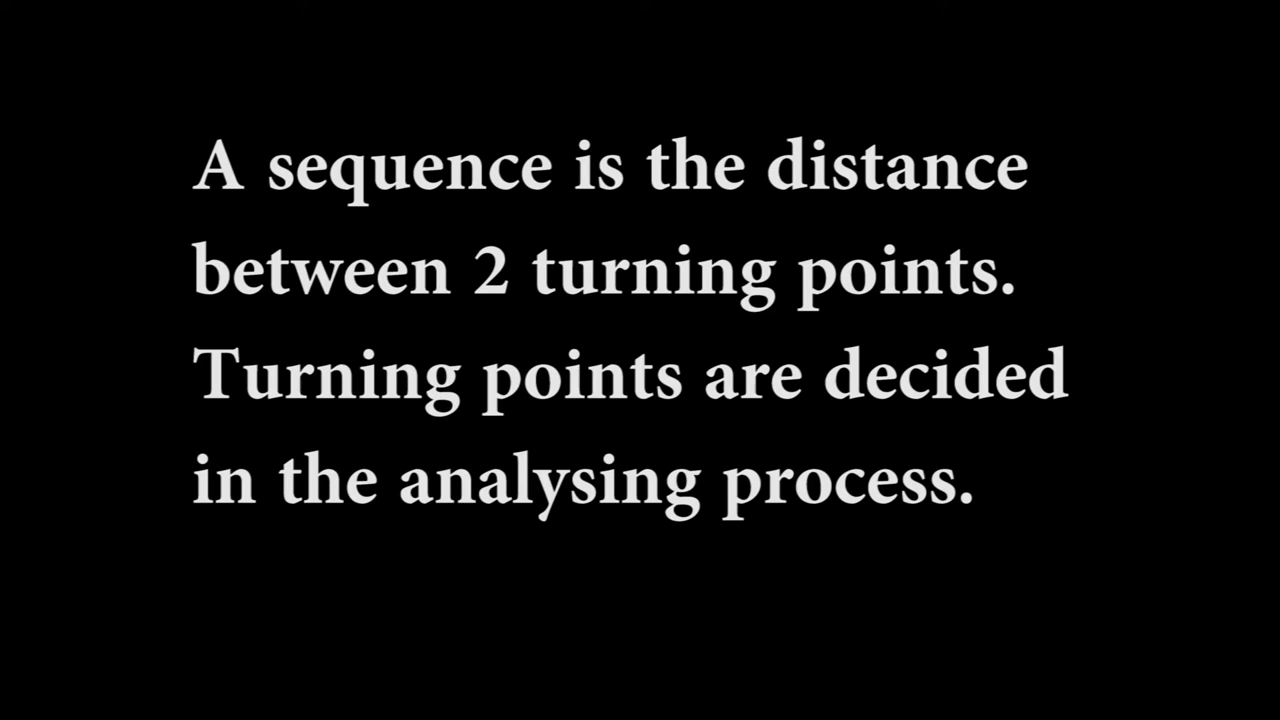 A sequence is the distance
between 2 turning points.
Turning points are decided
in the analysing process.